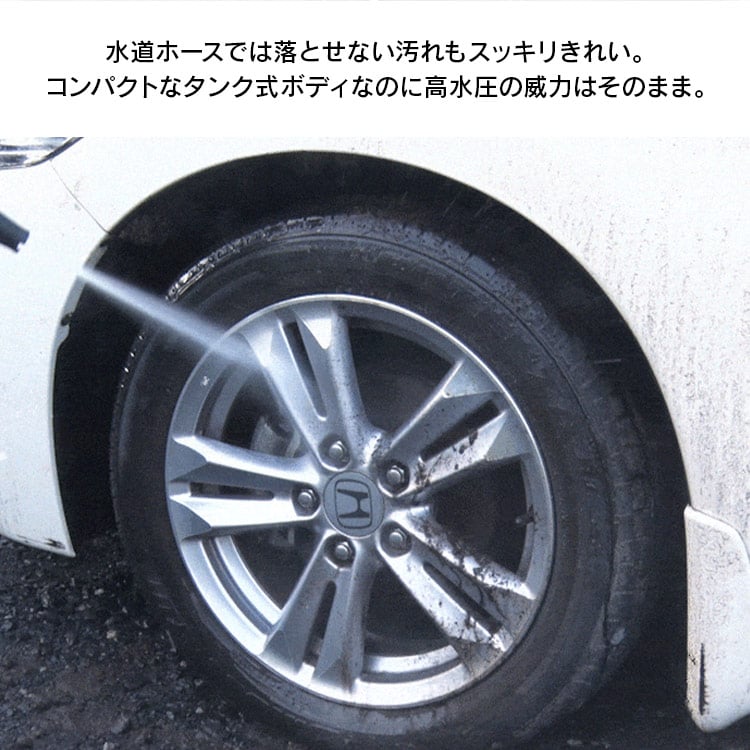 水道ホースでは落とせない汚れもスッキリきれい。
コンパクトなタンク式ボディなのに高水圧の威力はそのまま。